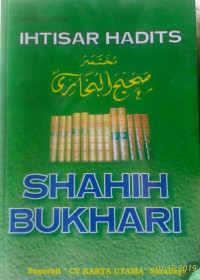 IHTISAR HADITS
مختصر
صحيح البخاري
SHAHIH
BUKHARI
Penerbit " CV KARYA UTAMA" Surabaya